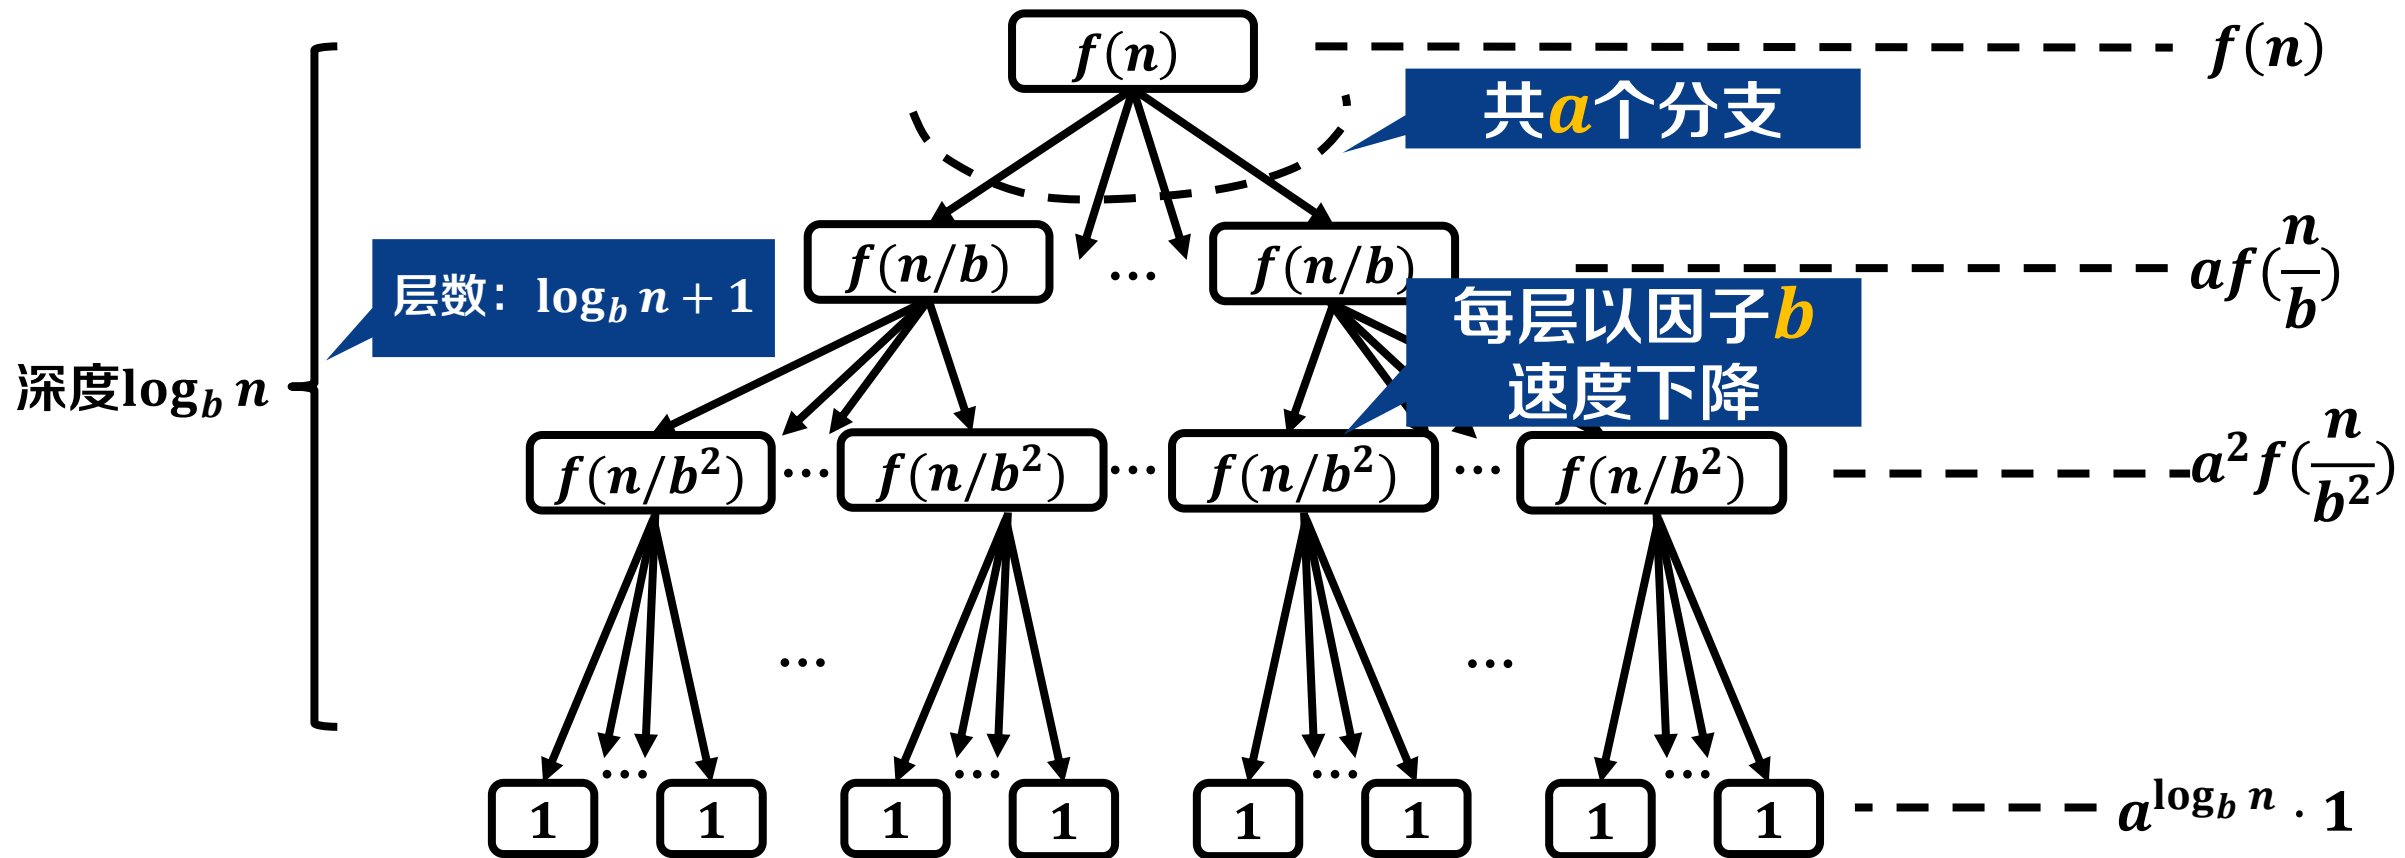 f(n)
f(n)
共a个分支
f(n/b)
…
f(n/b)
af(n/b)
层数：log_b n + 1
每层以因子b
速度下降
深度log_b n
f(n/b²)
…
f(n/b²)
…
f(n/b²)
…
f(n/b²)
a²f(n/b²)
…
…
1
…
1
1
…
1
1
…
1
1
…
1
a^{log_b n} · 1